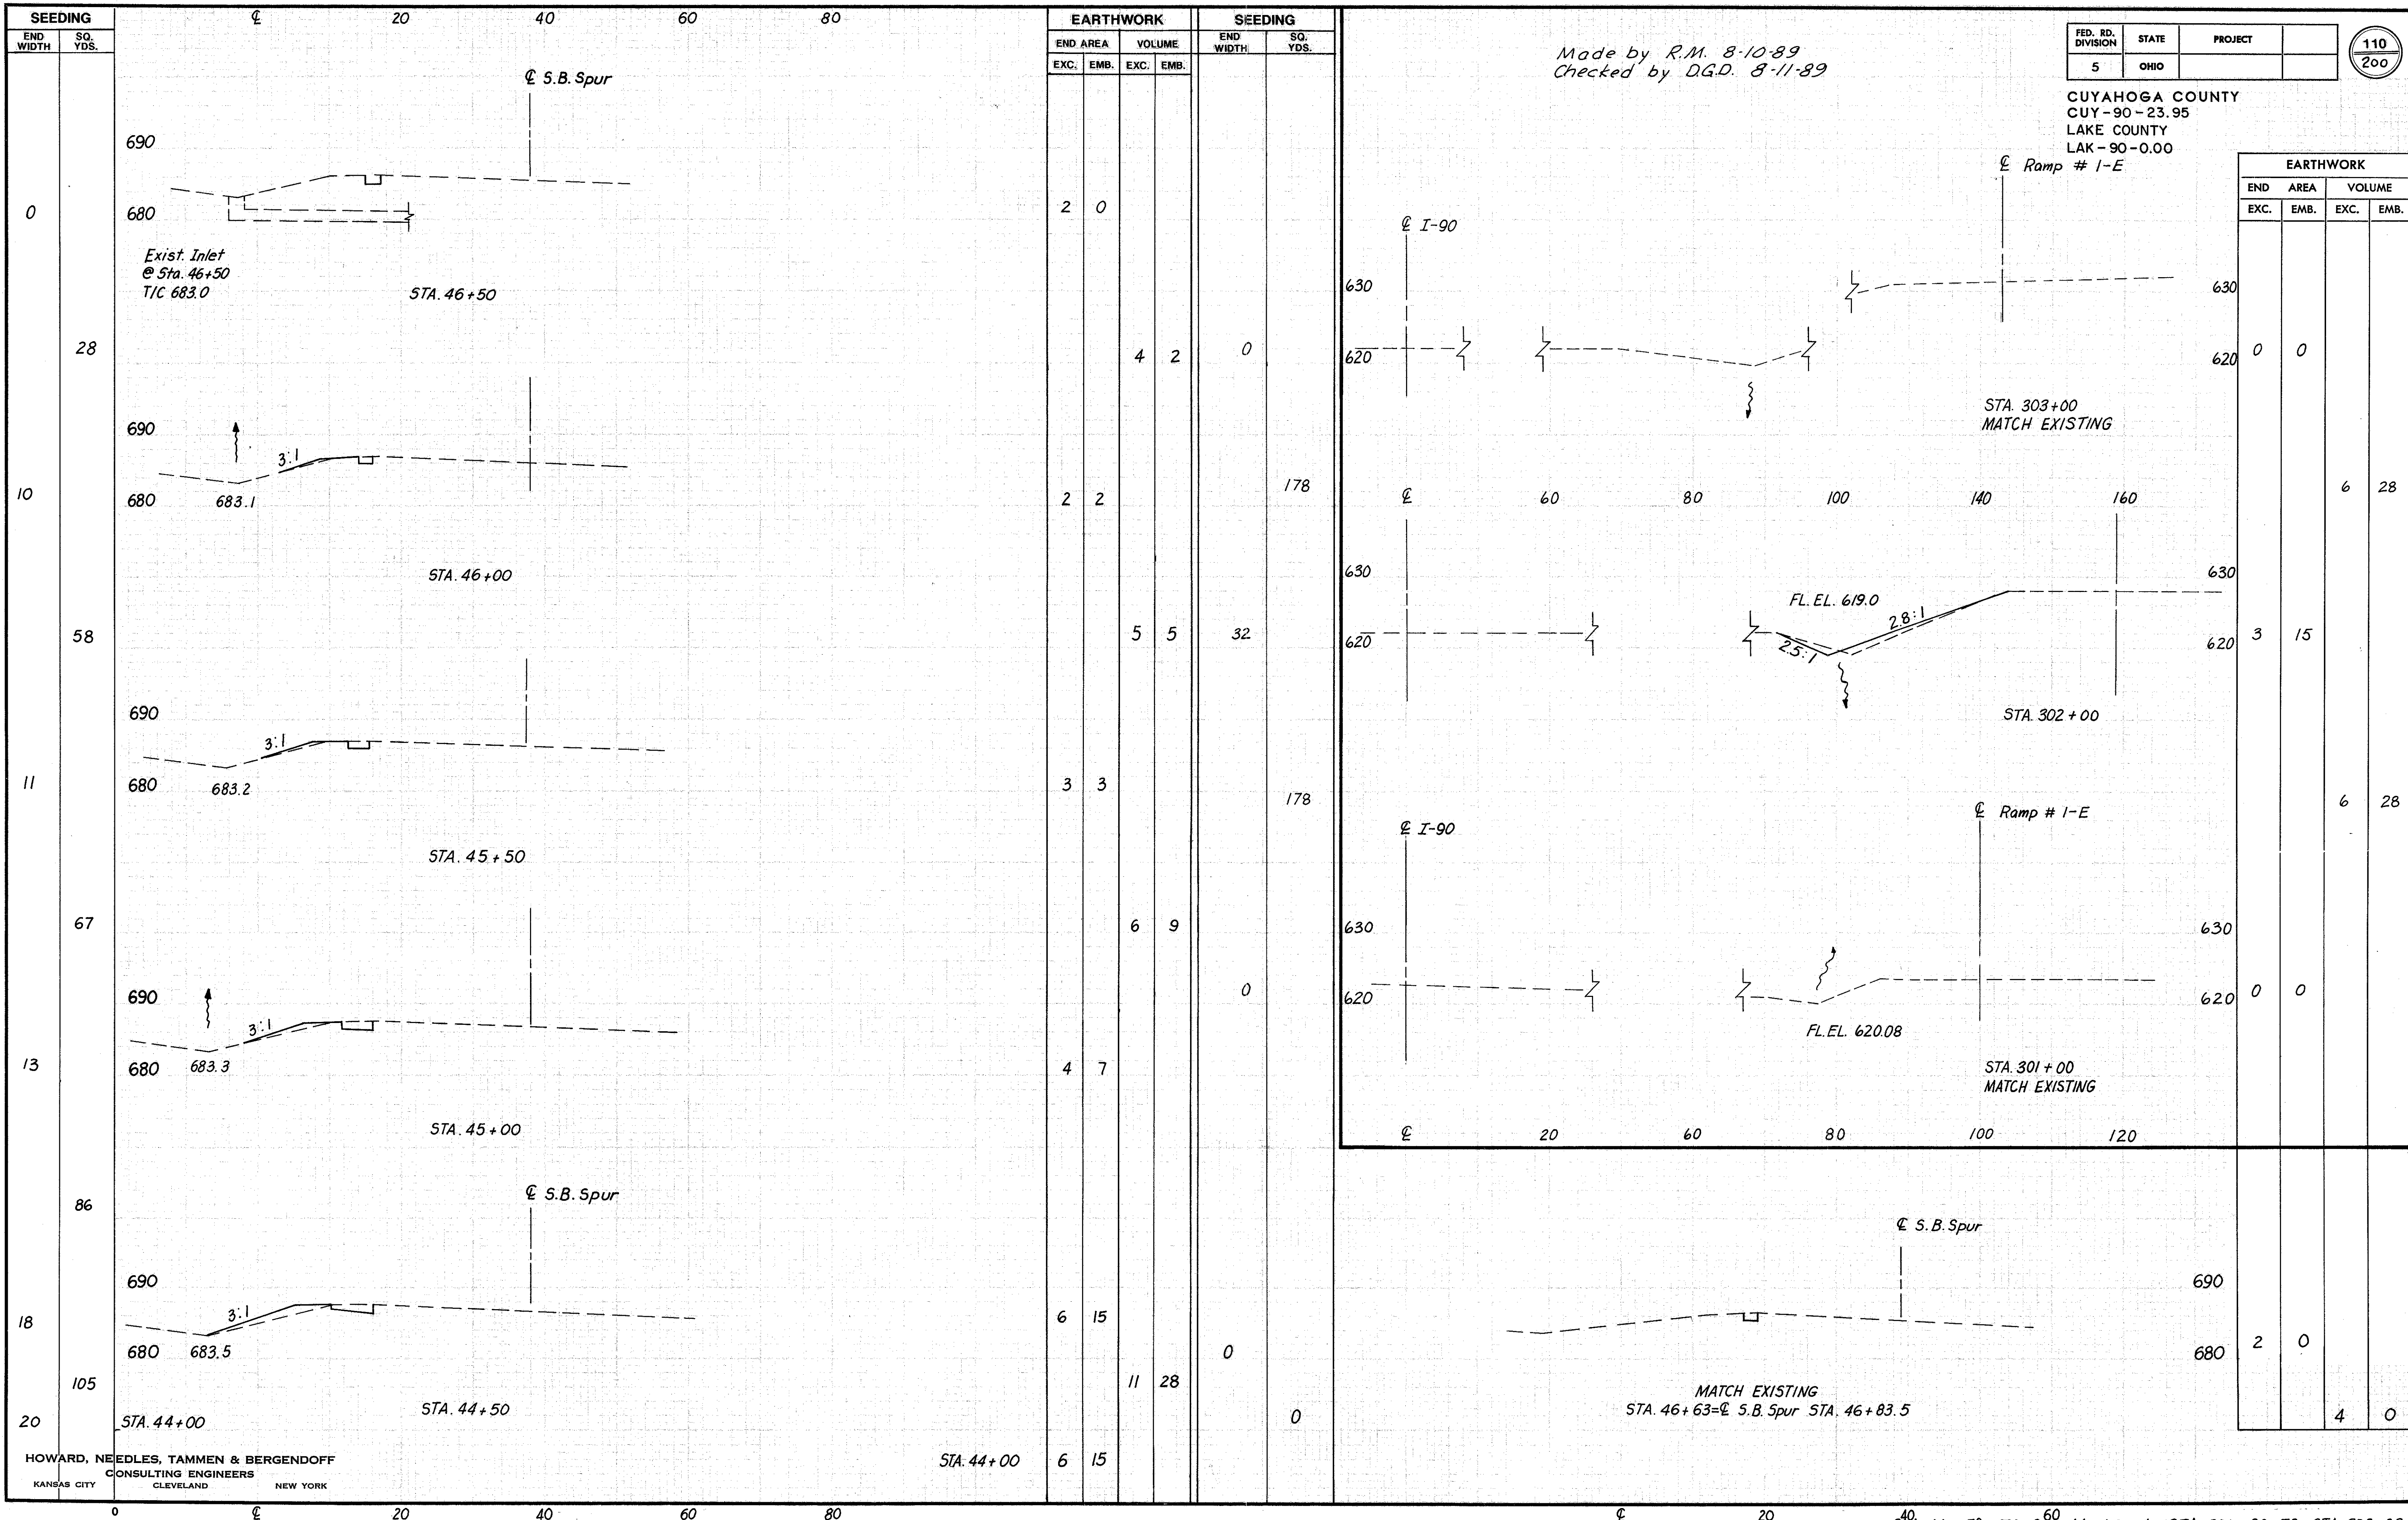 SEEDING
END WIDTH
SQ. YDS.
℄ 20 40 60 80
℄ S.B. Spur
690
0
680
Exist. Inlet
@ Sta. 46+50
T/C 683.0
STA. 46+50
28
690
3:1
10
680
683.1
STA. 46+00
58
690
3:1
11
680
683.2
STA. 45+50
67
690
3:1
13
680
683.3
STA. 45+00
86
℄ S.B. Spur
690
3:1
18
680
683.5
105
STA. 44+50
20
STA. 44+00
HOWARD, NEEDLES, TAMMEN & BERGENDOFF
CONSULTING ENGINEERS
KANSAS CITY CLEVELAND NEW YORK
STA. 44+00
0 ℄ 20 40 60 80
EARTHWORK
END AREA VOLUME
EXC. EMB. EXC. EMB.
2 0
4 2
2 2
5 5
3 3
6 9
4 7
6 15
11 28
6 15
SEEDING
END WIDTH
SQ. YDS.
0
178
32
178
0
0
0
Made by R.M. 8-10-89
Checked by D.G.D. 8-11-89
FED. RD. DIVISION STATE PROJECT
5 OHIO
110
200
CUYAHOGA COUNTY
CUY-90-23.95
LAKE COUNTY
LAK-90-0.00
℄ Ramp # 1-E
℄ I-90
630 630
620 620
STA. 303+00
MATCH EXISTING
℄ 60 80 100 140 160
630 630
FL. EL. 619.0
2.8:1
620 620
2.5:1
STA. 302+00
℄ Ramp # 1-E
℄ I-90
630 630
620 620
FL. EL. 620.08
STA. 301+00
MATCH EXISTING
℄ 20 60 80 100 120
EARTHWORK
END AREA VOLUME
EXC. EMB. EXC. EMB.
0 0
6 28
3 15
6 28
0 0
2 0
4 0
℄ S.B. Spur
690
680
MATCH EXISTING
STA. 46+63=℄ S.B. Spur STA. 46+83.5
℄ 20 40 60